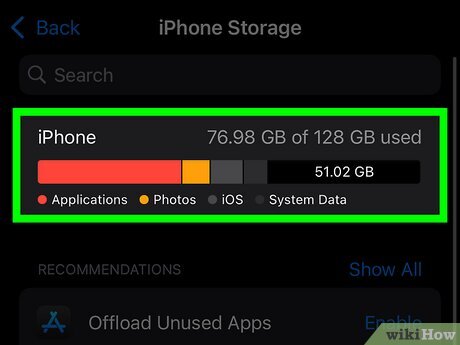 Back iPhone Storage
Search
iPhone 76.98 GB of 128 GB used
51.02 GB
Applications Photos iOS System Data
RECOMMENDATIONS Show All
Offload Unused Apps Enable
wikiHow